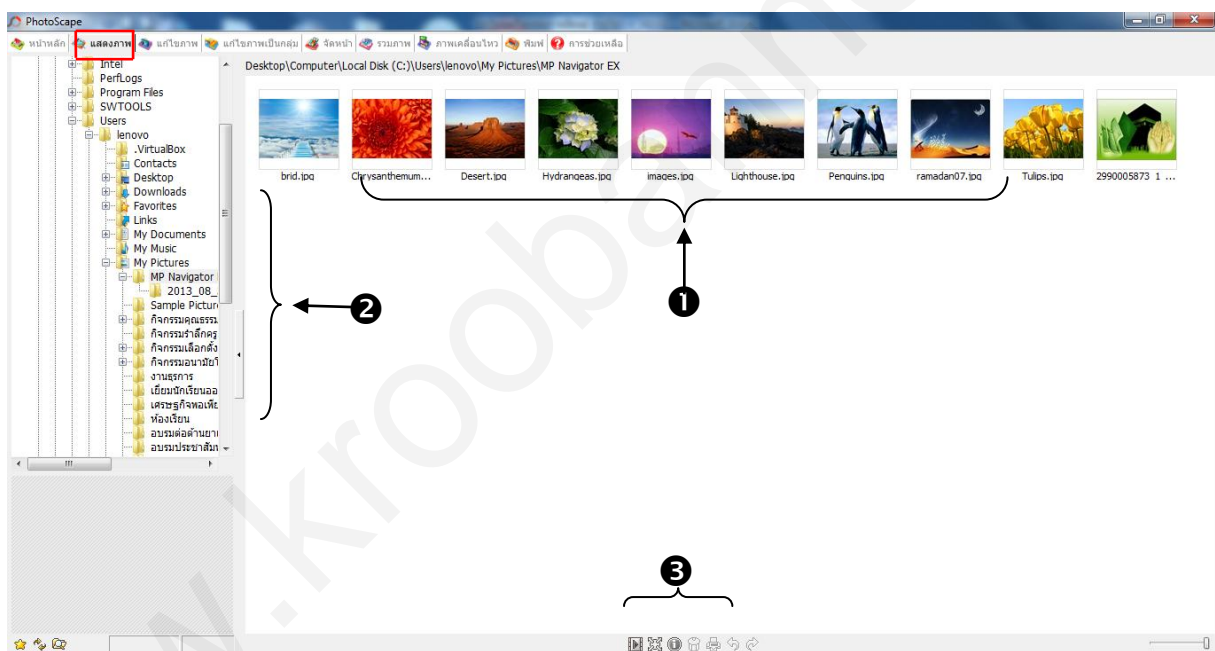 PhotoScape
หน้าหลัก แสดงภาพ แก้ไขภาพ แก้ไขภาพเป็นกลุ่ม จัดหน้า รวมภาพ ภาพเคลื่อนไหว พิมพ์ การช่วยเหลือ
Desktop\Computer\Local Disk (C:)\Users\lenovo\My Pictures\MP Navigator EX
Intel
PerfLogs
Program Files
SWTOOLS
Users
lenovo
.VirtualBox
Contacts
Desktop
Downloads
Favorites
Links
My Documents
My Music
My Pictures
MP Navigator
2013_08_
Sample Picture
กิจกรรมคุณธรรม
กิจกรรมรำลึกครู
กิจกรรมเลือกตั้ง
กิจกรรมอนามัยโ
งานธุรการ
เยี่ยมนักเรียนออ
เศรษฐกิจพอเพีย
ห้องเรียน
อบรมต่อต้านยา
อบรมประชาสัมพ
brid.jpg Chrysanthemum... Desert.jpg Hydrangeas.jpg images.jpg Lighthouse.jpg Penguins.jpg ramadan07.jpg Tulips.jpg 2990005873 1 ...
1
2
3